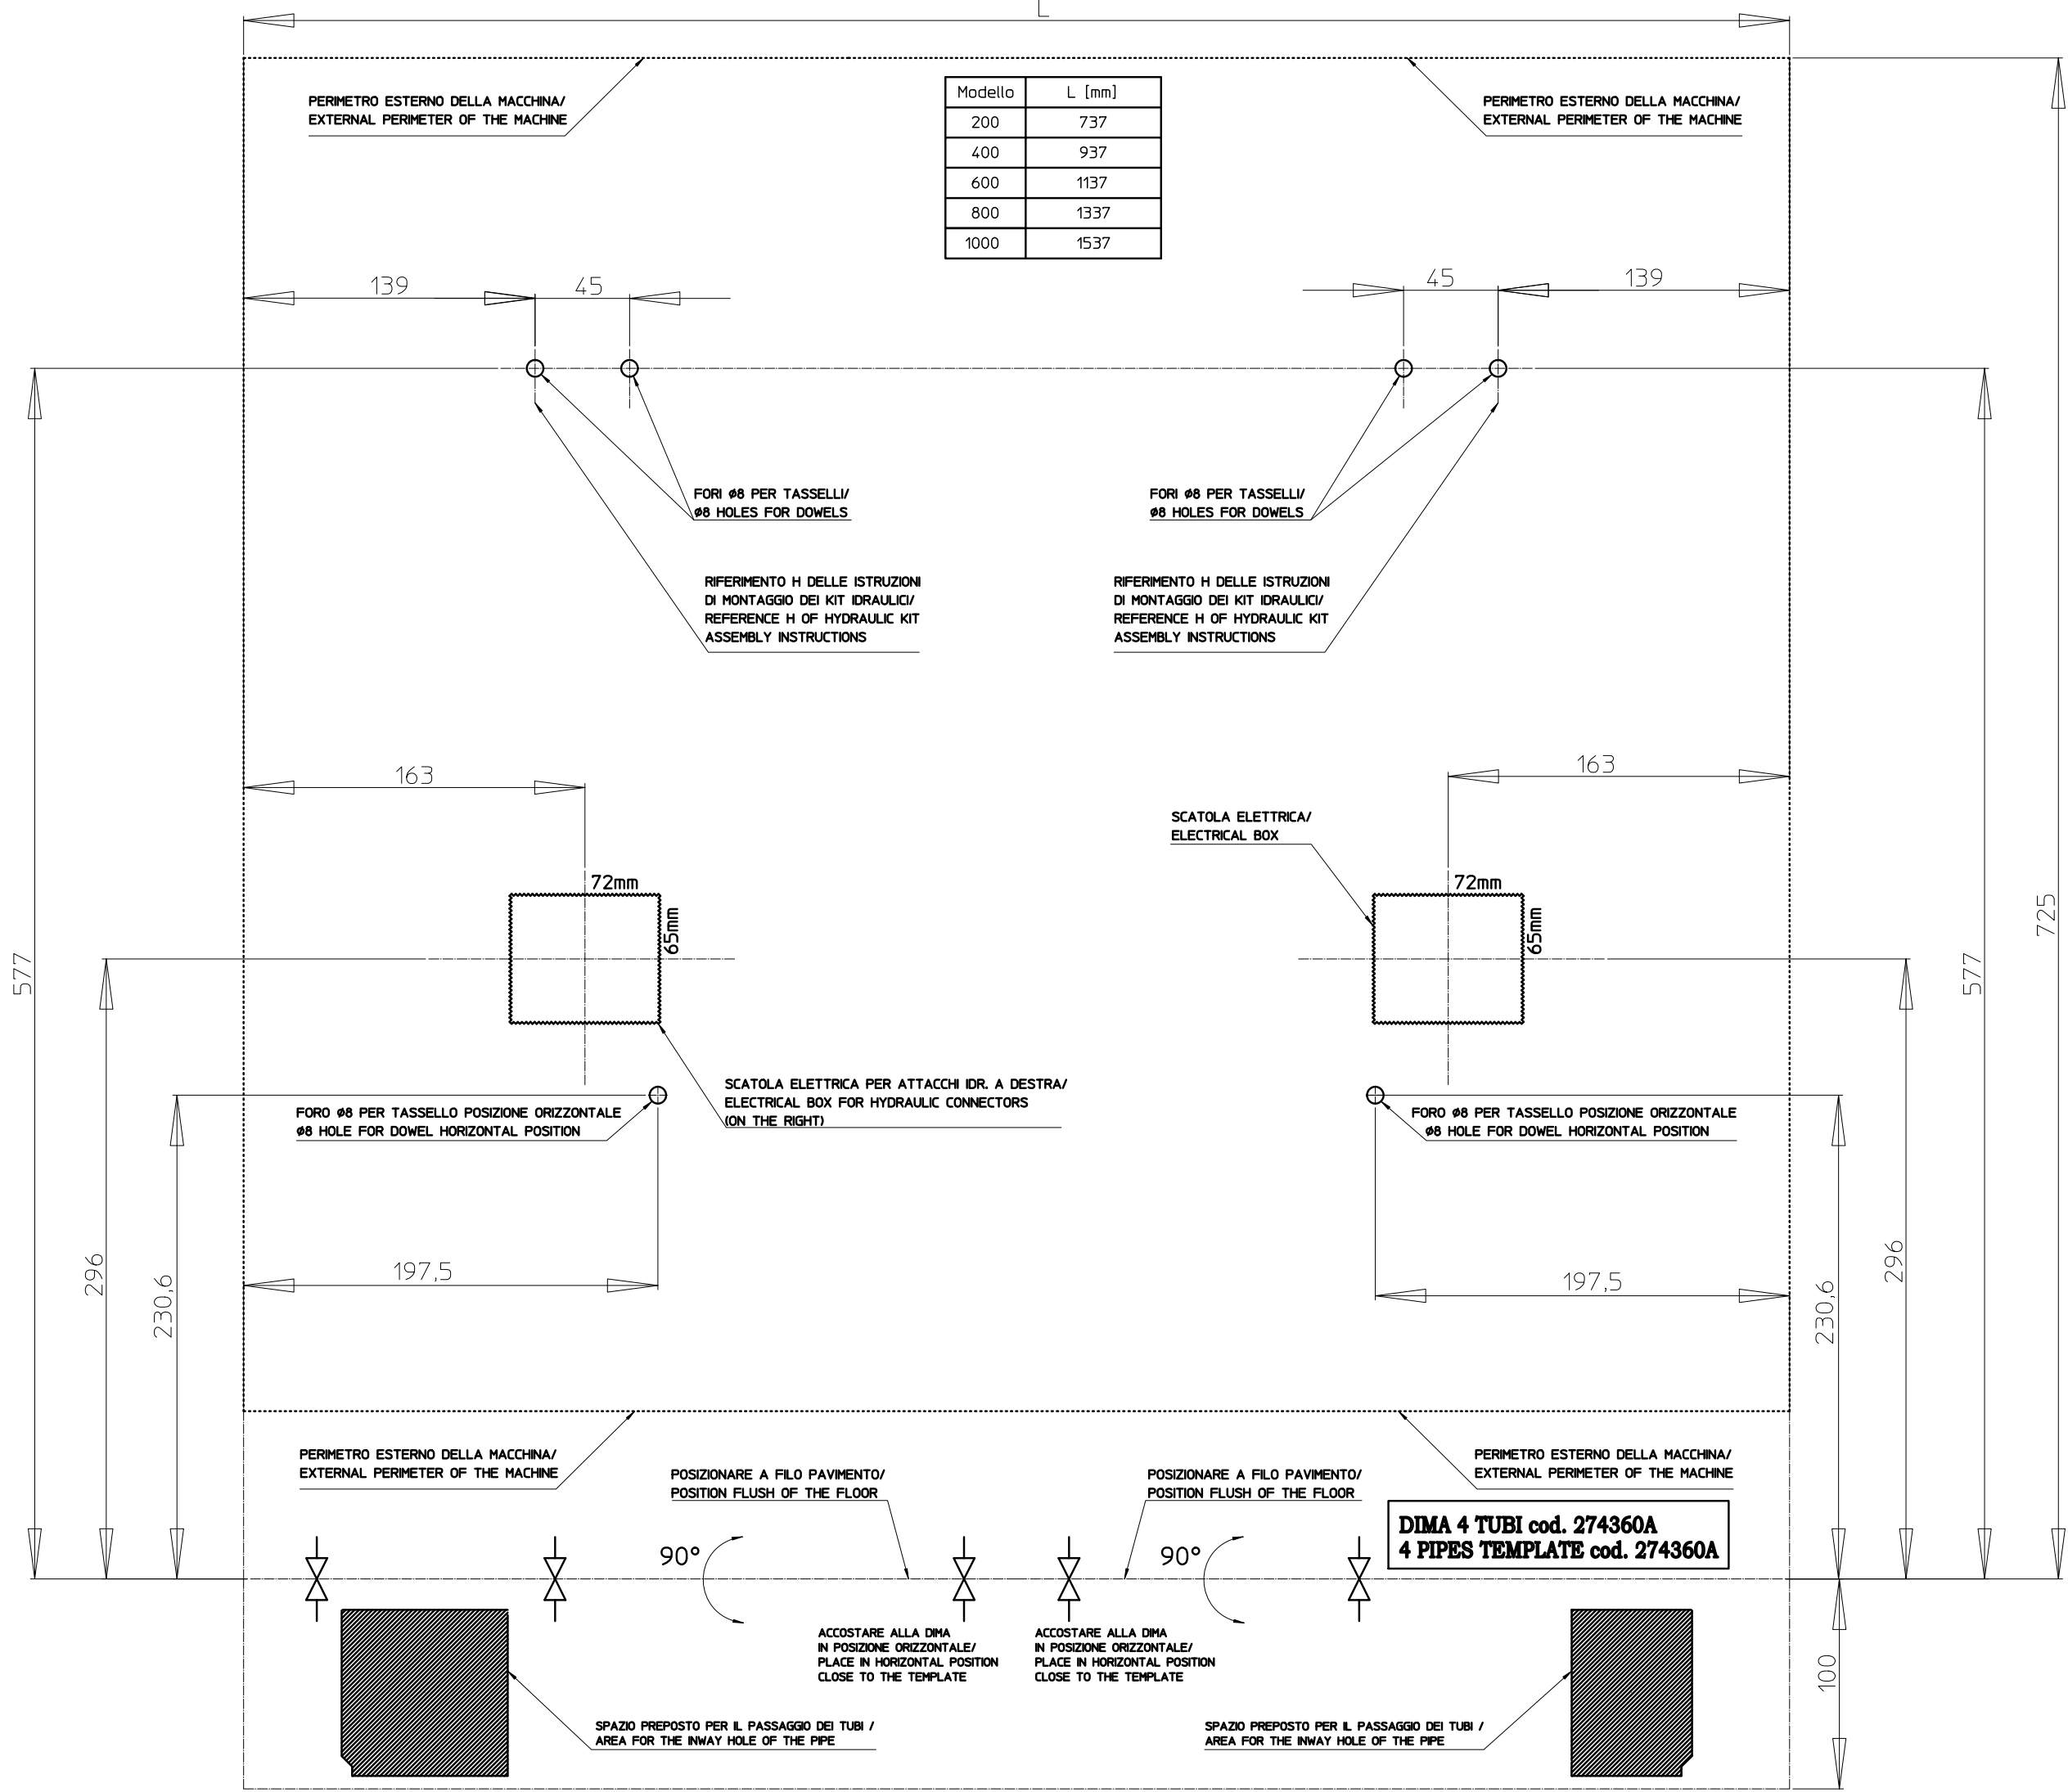 L
PERIMETRO ESTERNO DELLA MACCHINA/
EXTERNAL PERIMETER OF THE MACHINE
Modello L [mm]
200 737
400 937
600 1137
800 1337
1000 1537
PERIMETRO ESTERNO DELLA MACCHINA/
EXTERNAL PERIMETER OF THE MACHINE
139
45
45
139
FORI ø8 PER TASSELLI/
ø8 HOLES FOR DOWELS
FORI ø8 PER TASSELLI/
ø8 HOLES FOR DOWELS
RIFERIMENTO H DELLE ISTRUZIONI
DI MONTAGGIO DEI KIT IDRAULICI/
REFERENCE H OF HYDRAULIC KIT
ASSEMBLY INSTRUCTIONS
RIFERIMENTO H DELLE ISTRUZIONI
DI MONTAGGIO DEI KIT IDRAULICI/
REFERENCE H OF HYDRAULIC KIT
ASSEMBLY INSTRUCTIONS
163
163
SCATOLA ELETTRICA/
ELECTRICAL BOX
72mm
65mm
72mm
65mm
577
296
230,6
725
577
296
230,6
SCATOLA ELETTRICA PER ATTACCHI IDR. A DESTRA/
ELECTRICAL BOX FOR HYDRAULIC CONNECTORS
(ON THE RIGHT)
FORO ø8 PER TASSELLO POSIZIONE ORIZZONTALE
ø8 HOLE FOR DOWEL HORIZONTAL POSITION
FORO ø8 PER TASSELLO POSIZIONE ORIZZONTALE
ø8 HOLE FOR DOWEL HORIZONTAL POSITION
197,5
197,5
PERIMETRO ESTERNO DELLA MACCHINA/
EXTERNAL PERIMETER OF THE MACHINE
POSIZIONARE A FILO PAVIMENTO/
POSITION FLUSH OF THE FLOOR
POSIZIONARE A FILO PAVIMENTO/
POSITION FLUSH OF THE FLOOR
PERIMETRO ESTERNO DELLA MACCHINA/
EXTERNAL PERIMETER OF THE MACHINE
DIMA 4 TUBI cod. 274360A
4 PIPES TEMPLATE cod. 274360A
90°
90°
ACCOSTARE ALLA DIMA
IN POSIZIONE ORIZZONTALE/
PLACE IN HORIZONTAL POSITION
CLOSE TO THE TEMPLATE
ACCOSTARE ALLA DIMA
IN POSIZIONE ORIZZONTALE/
PLACE IN HORIZONTAL POSITION
CLOSE TO THE TEMPLATE
100
SPAZIO PREPOSTO PER IL PASSAGGIO DEI TUBI /
AREA FOR THE INWAY HOLE OF THE PIPE
SPAZIO PREPOSTO PER IL PASSAGGIO DEI TUBI /
AREA FOR THE INWAY HOLE OF THE PIPE